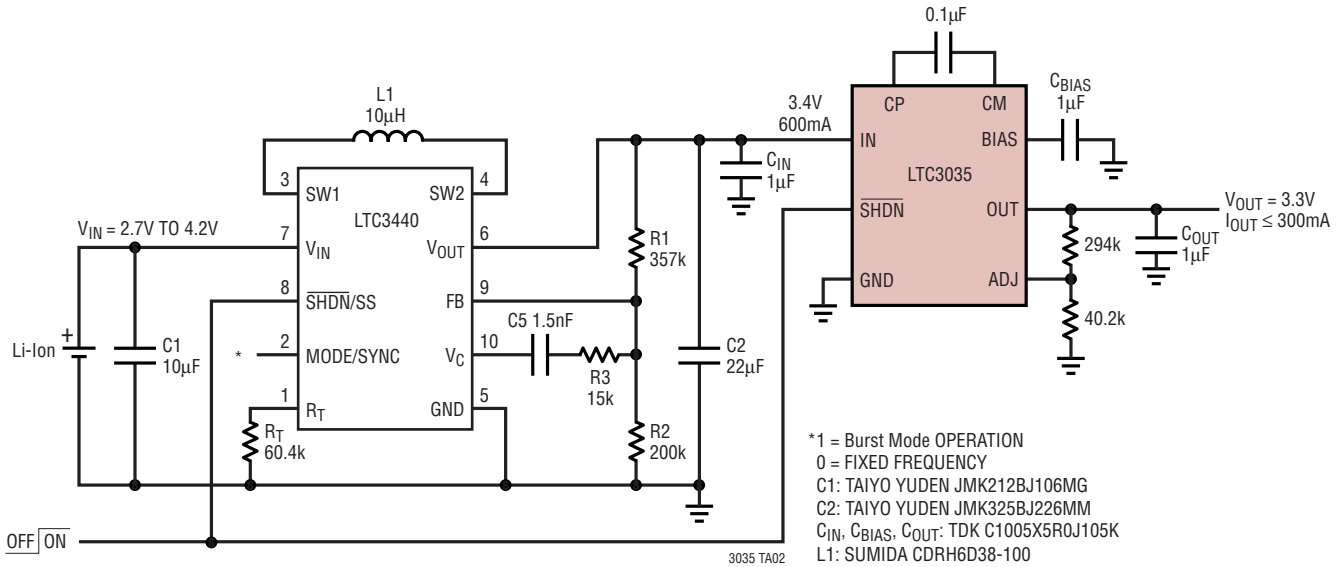 0.1µF
CP
CM
C_BIAS
1µF
L1
10µH
3.4V
600mA
IN
BIAS
C_IN
1µF
LTC3035
3
SW1
SW2
4
LTC3440
SHDN
OUT
V_OUT = 3.3V
I_OUT ≤ 300mA
V_IN = 2.7V TO 4.2V
7
V_IN
V_OUT
6
R1
357k
294k
C_OUT
1µF
8
SHDN/SS
FB
9
GND
ADJ
40.2k
Li-Ion
+
C1
10µF
*
2
MODE/SYNC
V_C
10
C5 1.5nF
R3
15k
C2
22µF
1
R_T
GND
5
R_T
60.4k
R2
200k
*1 = Burst Mode OPERATION
0 = FIXED FREQUENCY
C1: TAIYO YUDEN JMK212BJ106MG
C2: TAIYO YUDEN JMK325BJ226MM
C_IN, C_BIAS, C_OUT: TDK C1005X5R0J105K
L1: SUMIDA CDRH6D38-100
OFF ON
3035 TA02